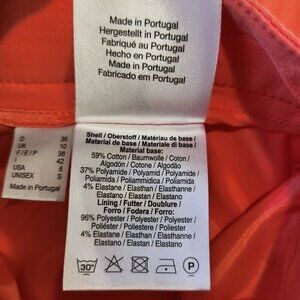 Made in Portugal
Hergestellt in Portugal
Fabriqué au Portugal
Hecho en Portugal
Made in Portugal
Fabricado em Portugal
D 36
UK 10
F/E/P 38
I 42
USA 6
UNISEX S
Made in Portugal
Shell / Oberstoff / Matériau de base /
Material de base / Material de base /
Material base:
59% Cotton / Baumwolle / Coton /
Algodón / Cotone / Algodão
37% Polyamide / Polyamid / Polyamide /
Poliamida / Poliammidica / Poliamida
4% Elastane / Elasthan / Élasthanne /
Elastano / Elastan / Elastano
Lining / Futter / Doublure /
Forro / Fodera / Forro:
96% Polyester / Polyester / Polyester /
Poliéster / Poliestere / Poliéster
4% Elastane / Elasthan / Élasthanne /
Elastano / Elastan / Elastano
30°
P